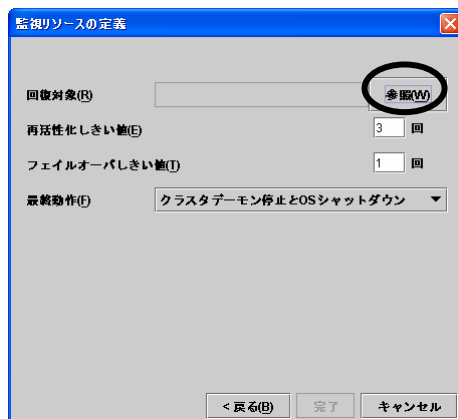 監視リソースの定義
回復対象(R) 参照(W)
再活性化しきい値(E) 3 回
フェイルオーバしきい値(T) 1 回
最終動作(F) クラスタデーモン停止とOSシャットダウン
< 戻る(B) 完了 キャンセル